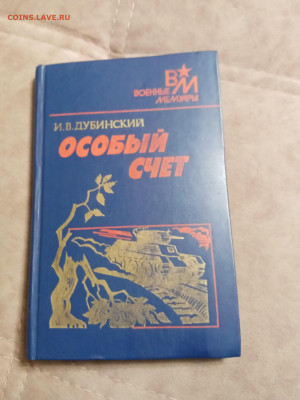 COINS.LAVE.RU
ВМ
ВОЕННЫЕ
МЕМУАРЫ
И.В.ДУБИНСКИЙ
ОСОБЫЙ
СЧЕТ